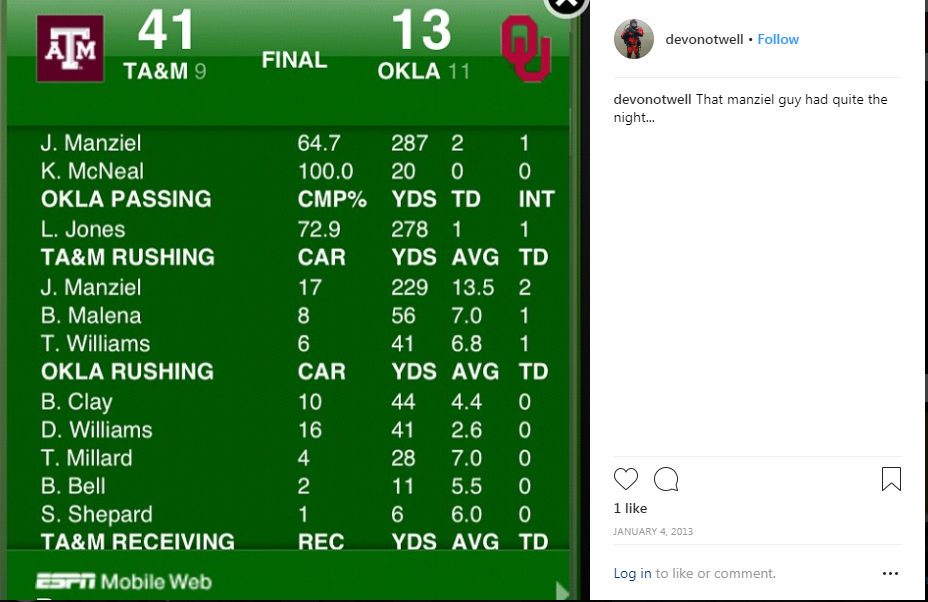 41
13
TA&M 9
FINAL
OKLA 11
J. Manziel 64.7 287 2 1
K. McNeal 100.0 20 0 0
OKLA PASSING CMP% YDS TD INT
L. Jones 72.9 278 1 1
TA&M RUSHING CAR YDS AVG TD
J. Manziel 17 229 13.5 2
B. Malena 8 56 7.0 1
T. Williams 6 41 6.8 1
OKLA RUSHING CAR YDS AVG TD
B. Clay 10 44 4.4 0
D. Williams 16 41 2.6 0
T. Millard 4 28 7.0 0
B. Bell 2 11 5.5 0
S. Shepard 1 6 6.0 0
TA&M RECEIVING REC YDS AVG TD
ESPN Mobile Web
ATM
OU
devonotwell • Follow
devonotwell That manziel guy had quite the
night...
1 like
JANUARY 4, 2013
Log in to like or comment.